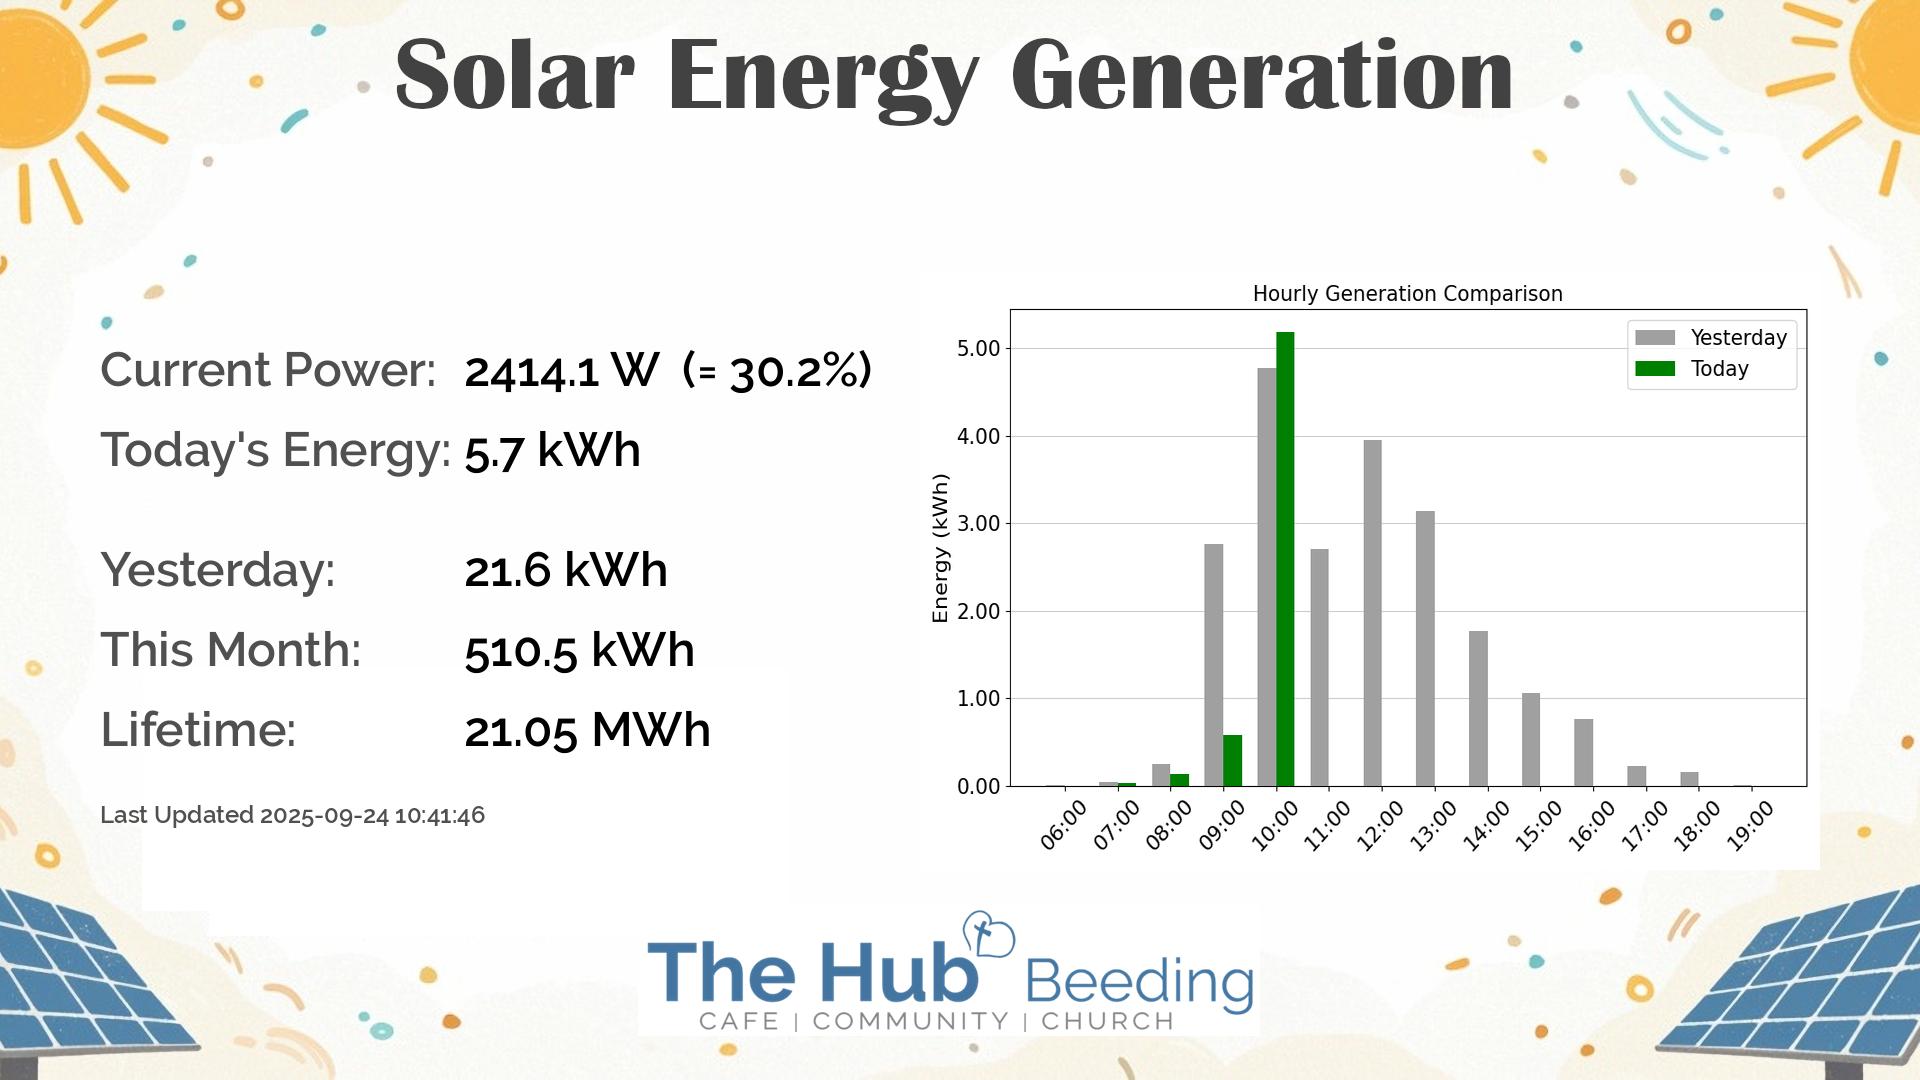 Solar Energy Generation
Current Power: 2414.1 W (= 30.2%)
Today's Energy: 5.7 kWh
Yesterday: 21.6 kWh
This Month: 510.5 kWh
Lifetime: 21.05 MWh
Last Updated 2025-09-24 10:41:46
Hourly Generation Comparison
Yesterday
Today
Energy (kWh)
5.00
4.00
3.00
2.00
1.00
0.00
06:00 07:00 08:00 09:00 10:00 11:00 12:00 13:00 14:00 15:00 16:00 17:00 18:00 19:00
The Hub Beeding
CAFE | COMMUNITY | CHURCH